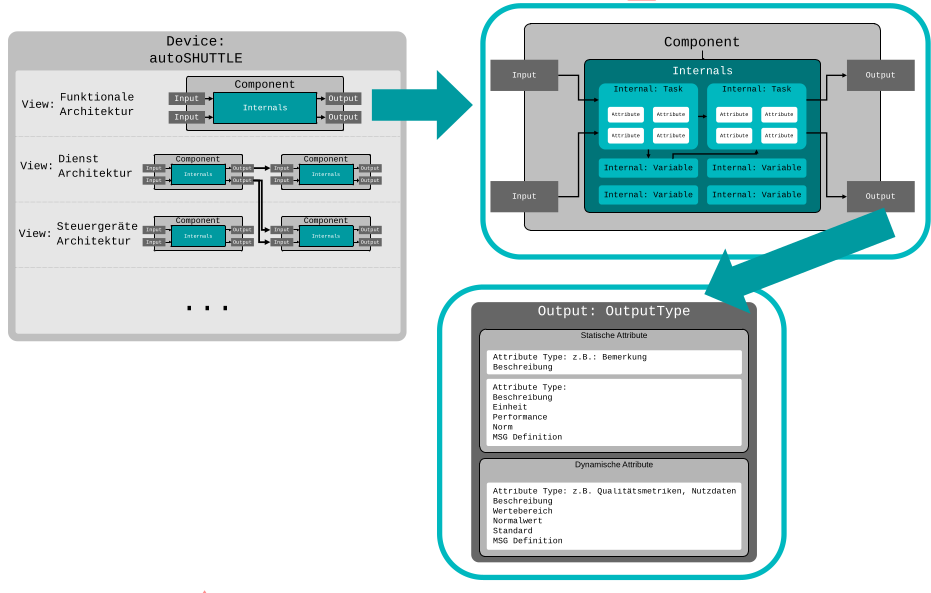 Device:
autoSHUTTLE
View: Funktionale
Architektur
Component
Input
Input
Internals
Output
Output
View: Dienst
Architektur
Component
Input
Input
Internals
Output
Output
Component
Input
Input
Internals
Output
Output
View: Steuergeräte
Architektur
Component
Input
Input
Internals
Output
Output
Component
Input
Input
Internals
Output
Output
...
Component
Input
Input
Internals
Internal: Task
Attribute Attribute
Attribute Attribute
Internal: Task
Attribute Attribute
Attribute Attribute
Internal: Variable Internal: Variable
Internal: Variable Internal: Variable
Output
Output
Output: OutputType
Statische Attribute
Attribute Type: z.B.: Bemerkung
Beschreibung
Attribute Type:
Beschreibung
Einheit
Performance
Norm
MSG Definition
Dynamische Attribute
Attribute Type: z.B. Qualitätsmetriken, Nutzdaten
Beschreibung
Wertebereich
Normalwert
Standard
MSG Definition